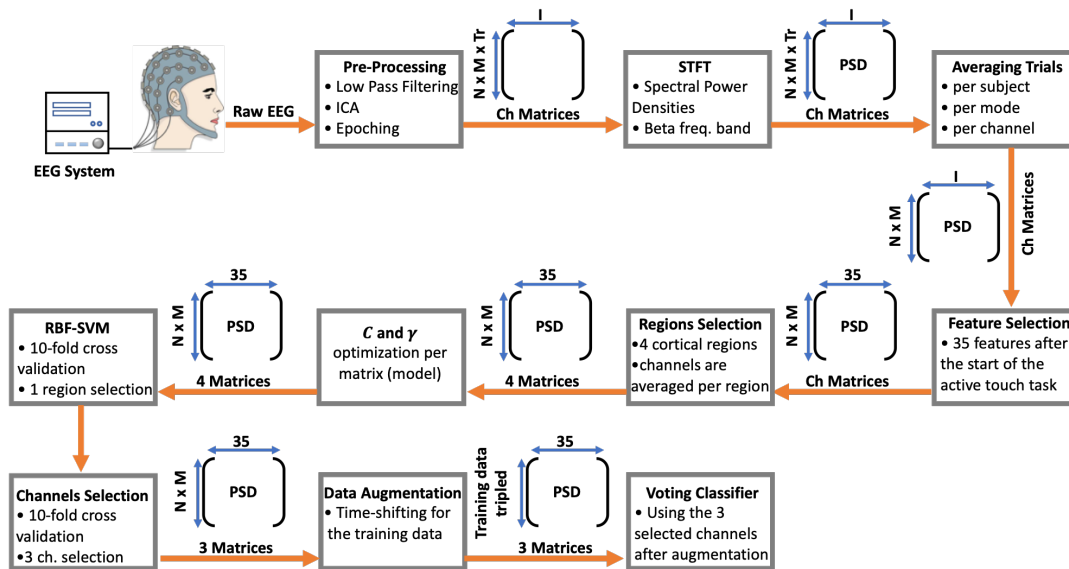 EEG System
Raw EEG
Pre-Processing
• Low Pass Filtering
• ICA
• Epoching
I
N x M x Tr
Ch Matrices
STFT
• Spectral Power
Densities
• Beta freq. band
I
N x M x Tr
PSD
Ch Matrices
Averaging Trials
• per subject
• per mode
• per channel
I
N x M
PSD
Ch Matrices
Feature Selection
• 35 features after
the start of the
active touch task
35
N x M
PSD
Ch Matrices
Regions Selection
• 4 cortical regions
•channels are
averaged per region
35
N x M
PSD
4 Matrices
C and γ
optimization per
matrix (model)
35
N x M
PSD
4 Matrices
RBF-SVM
• 10-fold cross
validation
• 1 region selection
Channels Selection
• 10-fold cross
validation
•3 ch. selection
35
N x M
PSD
3 Matrices
Data Augmentation
• Time-shifting for
the training data
35
Training data
tripled
PSD
3 Matrices
Voting Classifier
• Using the 3
selected channels
after augmentation